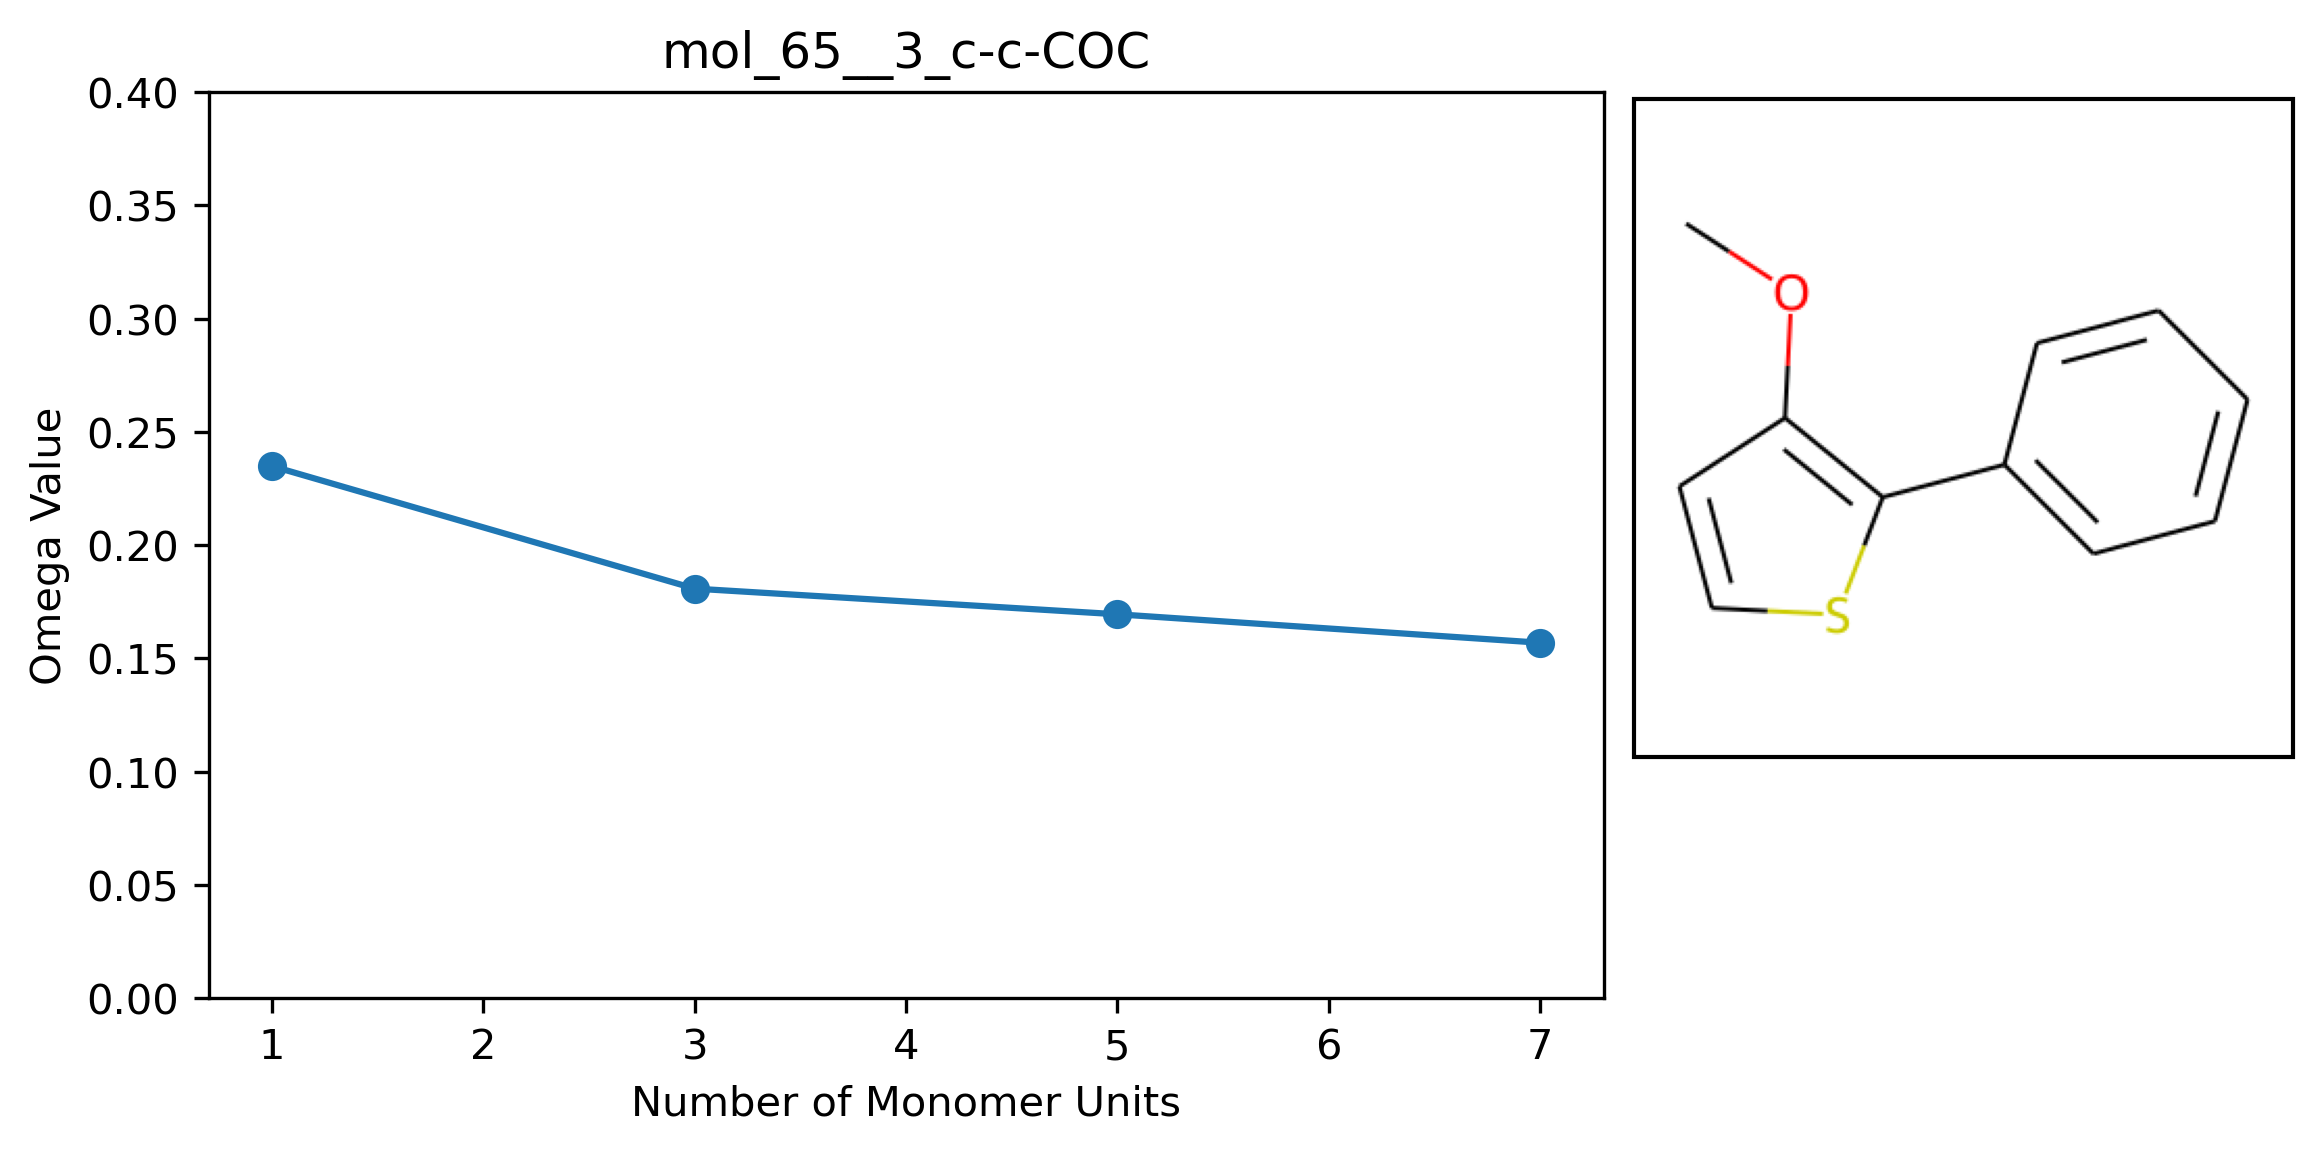 mol_65__3_c-c-COC
0.40
0.35
0.30
0.25
0.20
0.15
0.10
0.05
0.00
Omega Value
1 2 3 4 5 6 7
Number of Monomer Units
O
S